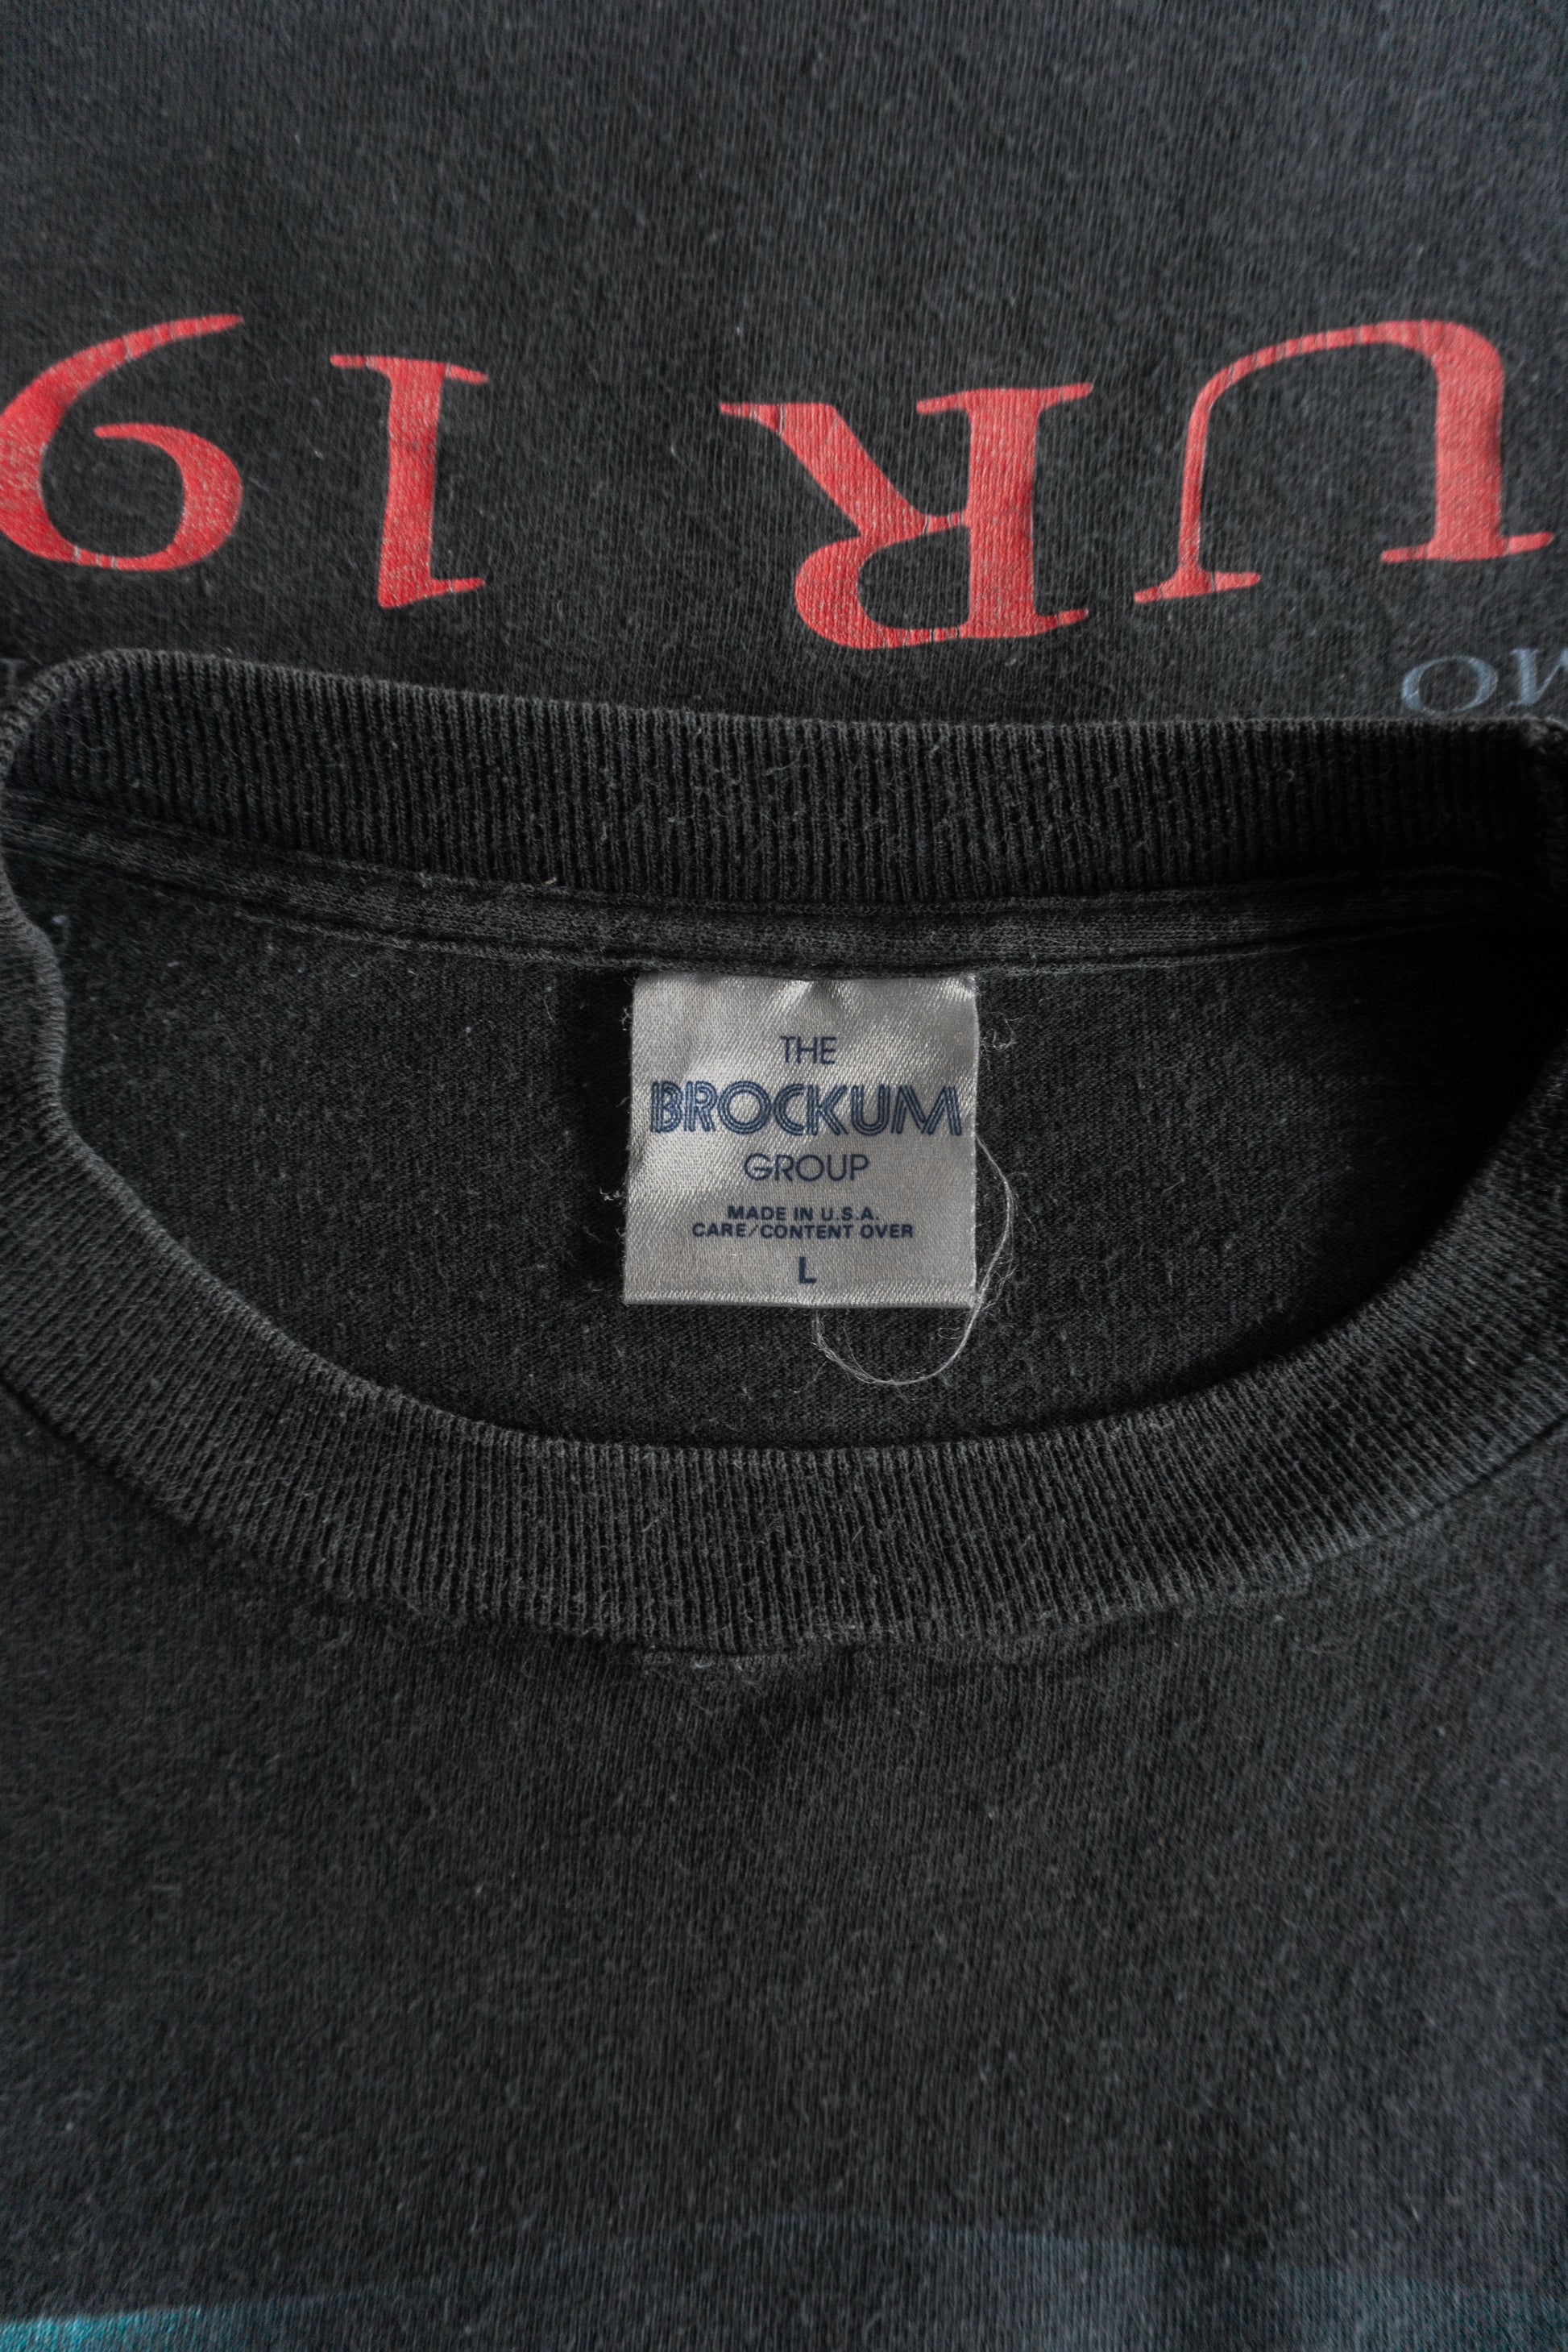 UR 19
THE
BROCKUM
GROUP
MADE IN U.S.A.
CARE/CONTENT OVER
L